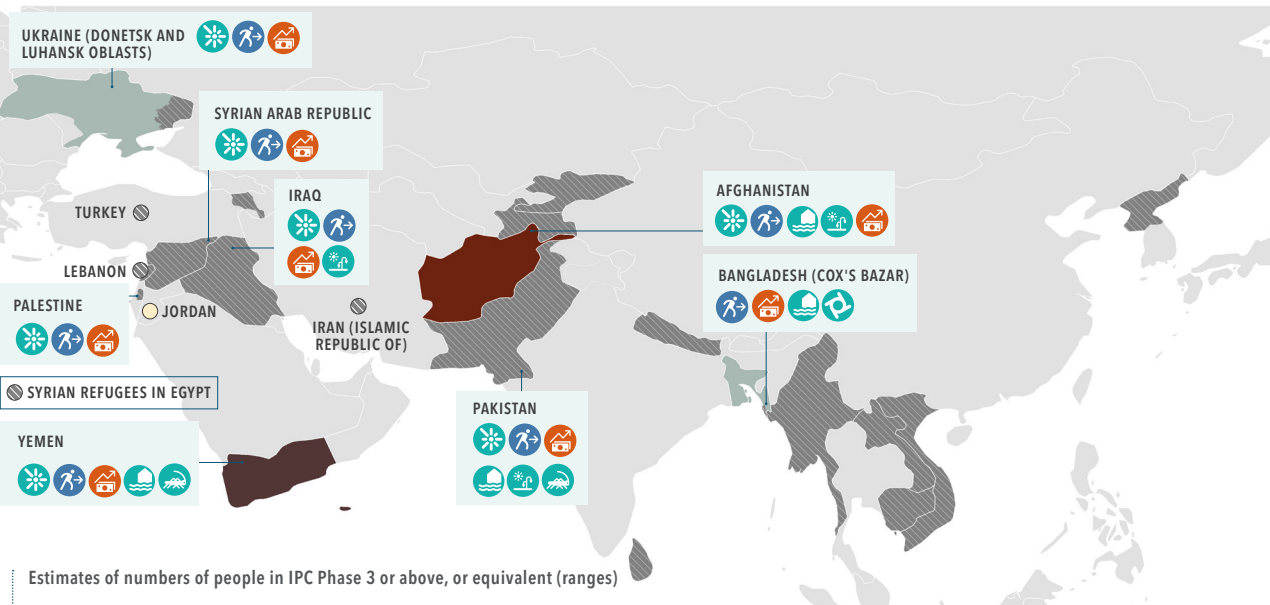 UKRAINE (DONETSK AND
LUHANSK OBLASTS)
SYRIAN ARAB REPUBLIC
IRAQ
AFGHANISTAN
TURKEY
BANGLADESH (COX'S BAZAR)
LEBANON
PALESTINE
JORDAN
IRAN (ISLAMIC
REPUBLIC OF)
SYRIAN REFUGEES IN EGYPT
PAKISTAN
YEMEN
Estimates of numbers of people in IPC Phase 3 or above, or equivalent (ranges)